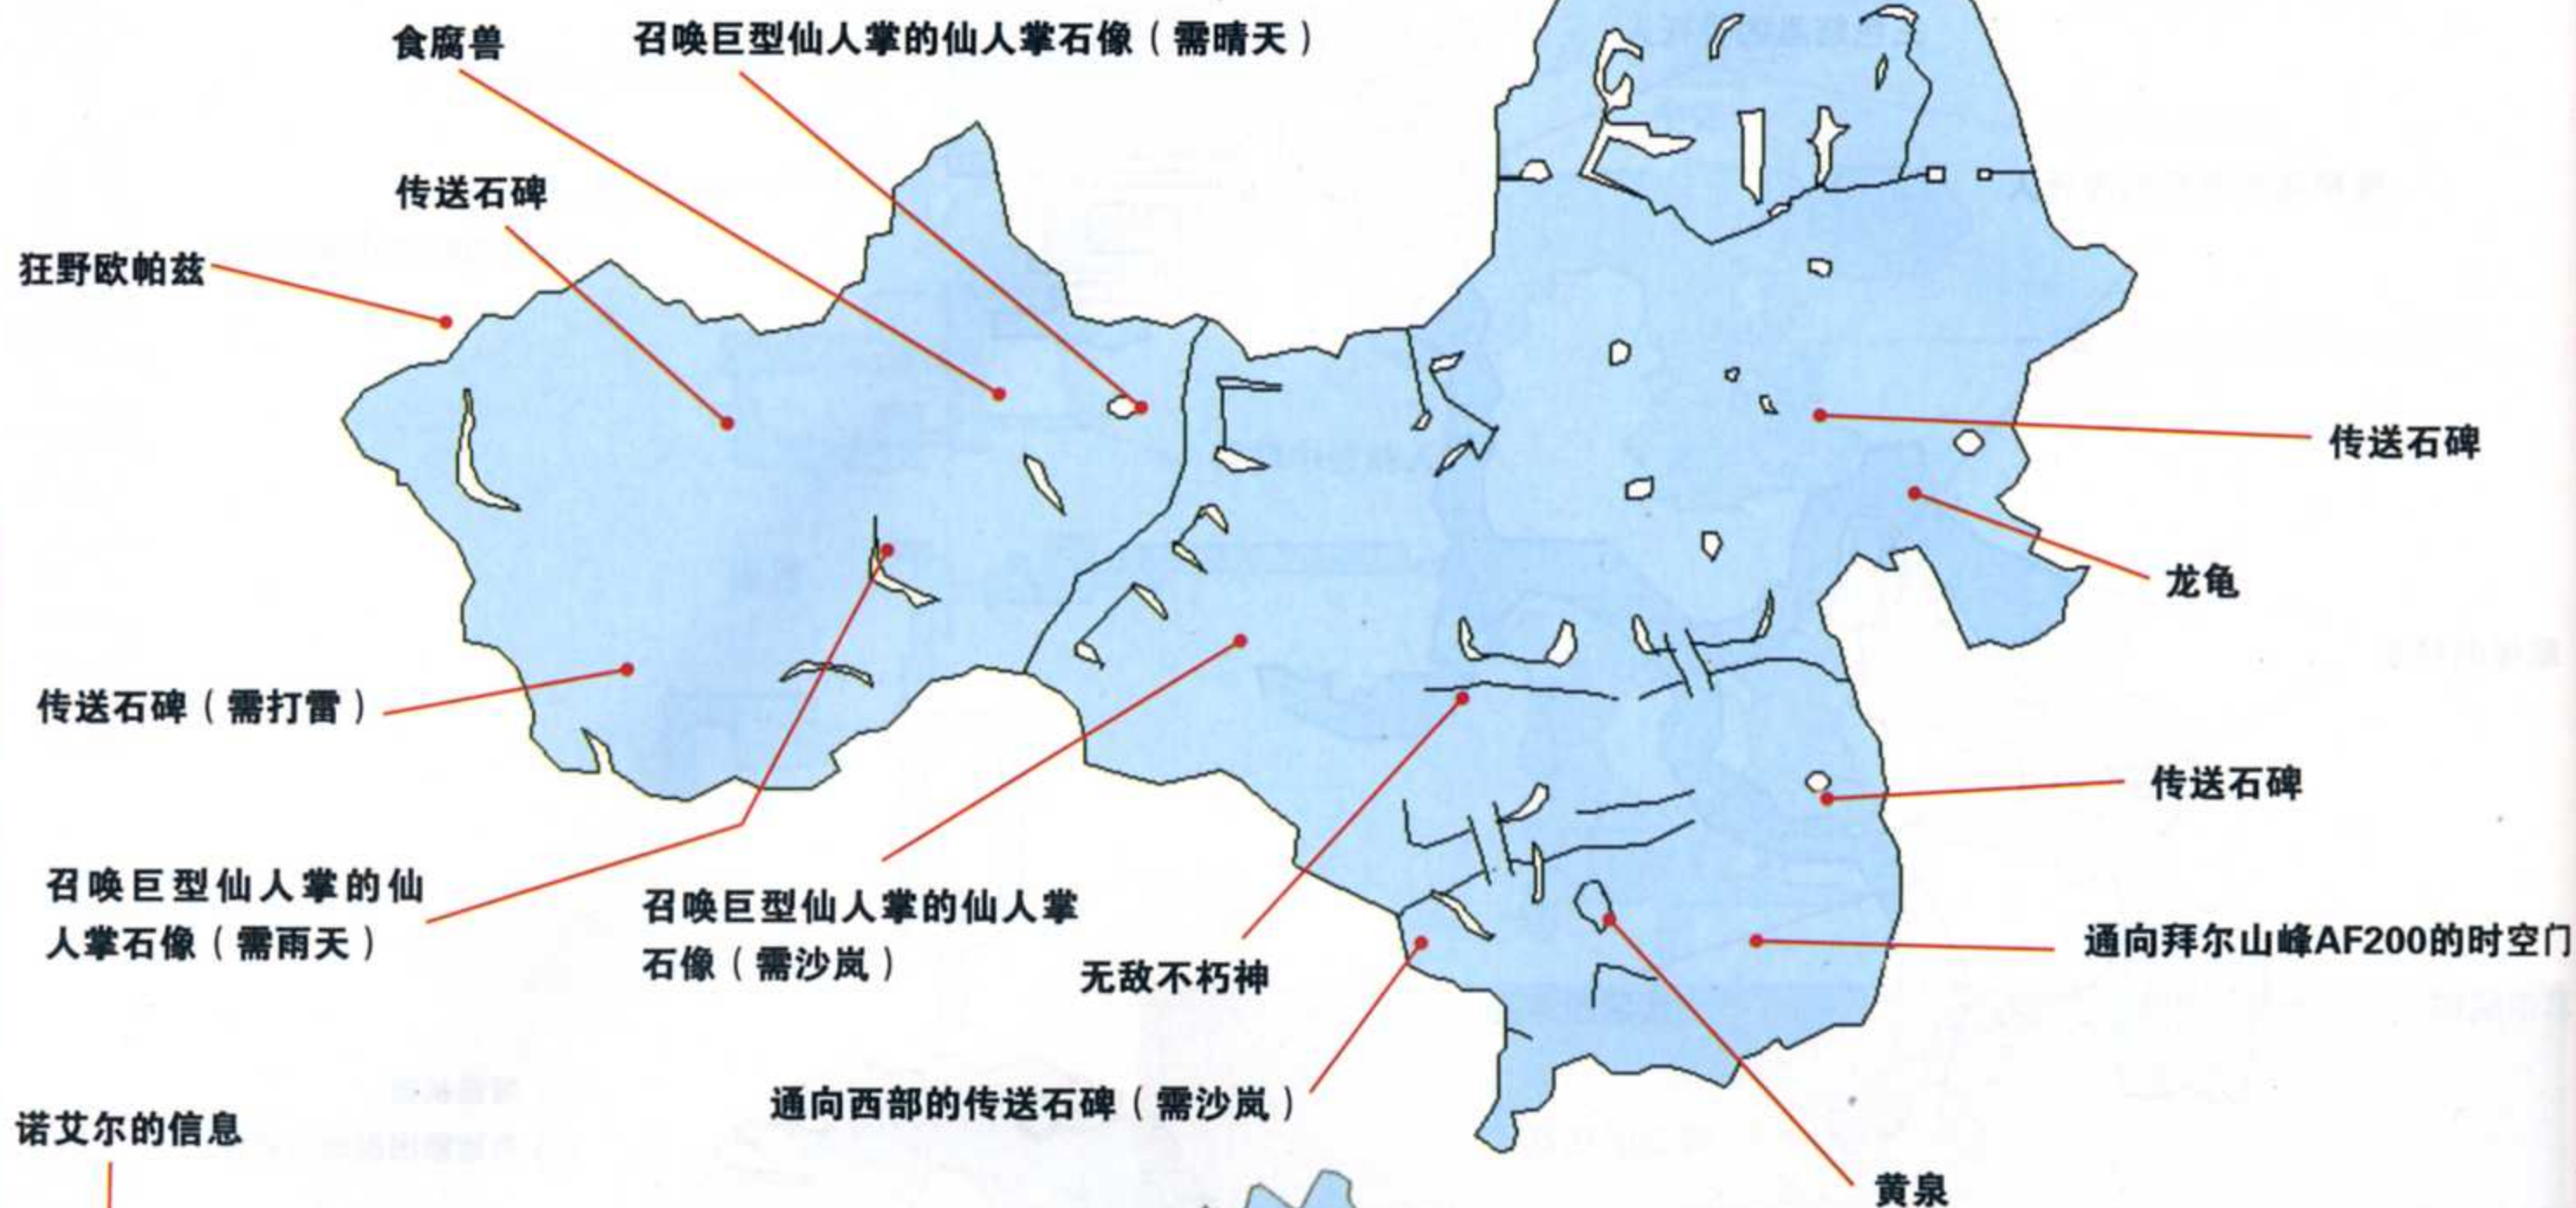 食腐兽
召唤巨型仙人掌的仙人掌石像（需晴天）
传送石碑
狂野欧帕兹
传送石碑
龙龟
传送石碑（需打雷）
传送石碑
召唤巨型仙人掌的仙
人掌石像（需雨天）
召唤巨型仙人掌的仙人掌
石像（需沙岚）
无敌不朽神
通向拜尔山峰AF200的时空门
通向西部的传送石碑（需沙岚）
诺艾尔的信息
黄泉